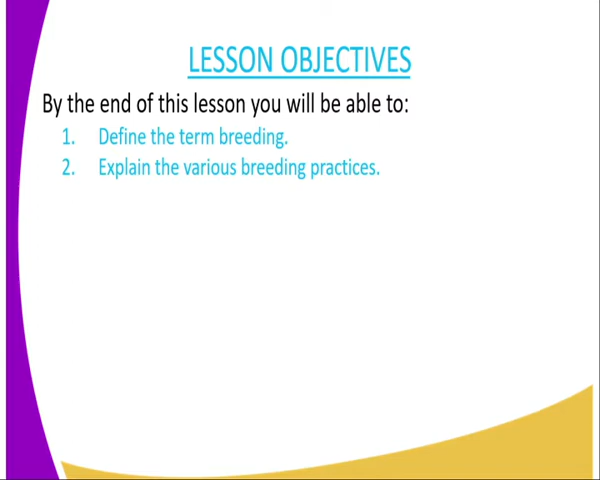 LESSON OBJECTIVES
By the end of this lesson you will be able to:
1. Define the term breeding.
2. Explain the various breeding practices.